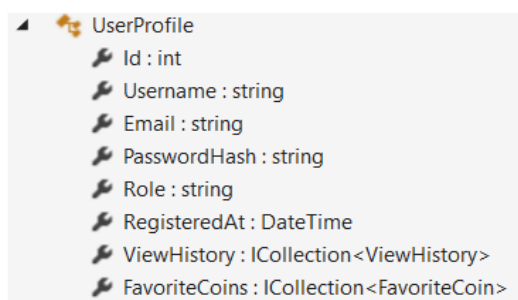 UserProfile
Id : int
Username : string
Email : string
PasswordHash : string
Role : string
RegisteredAt : DateTime
ViewHistory : ICollection<ViewHistory>
FavoriteCoins : ICollection<FavoriteCoin>